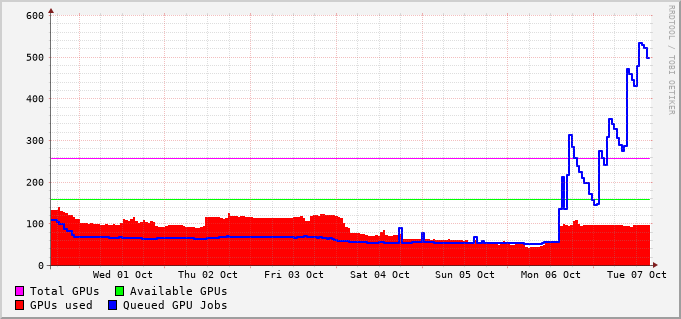 600
500
400
300
200
100
0
Wed 01 Oct Thu 02 Oct Fri 03 Oct Sat 04 Oct Sun 05 Oct Mon 06 Oct Tue 07 Oct
Total GPUs Available GPUs
GPUs used Queued GPU Jobs
RRDTOOL / TOBI OETIKER